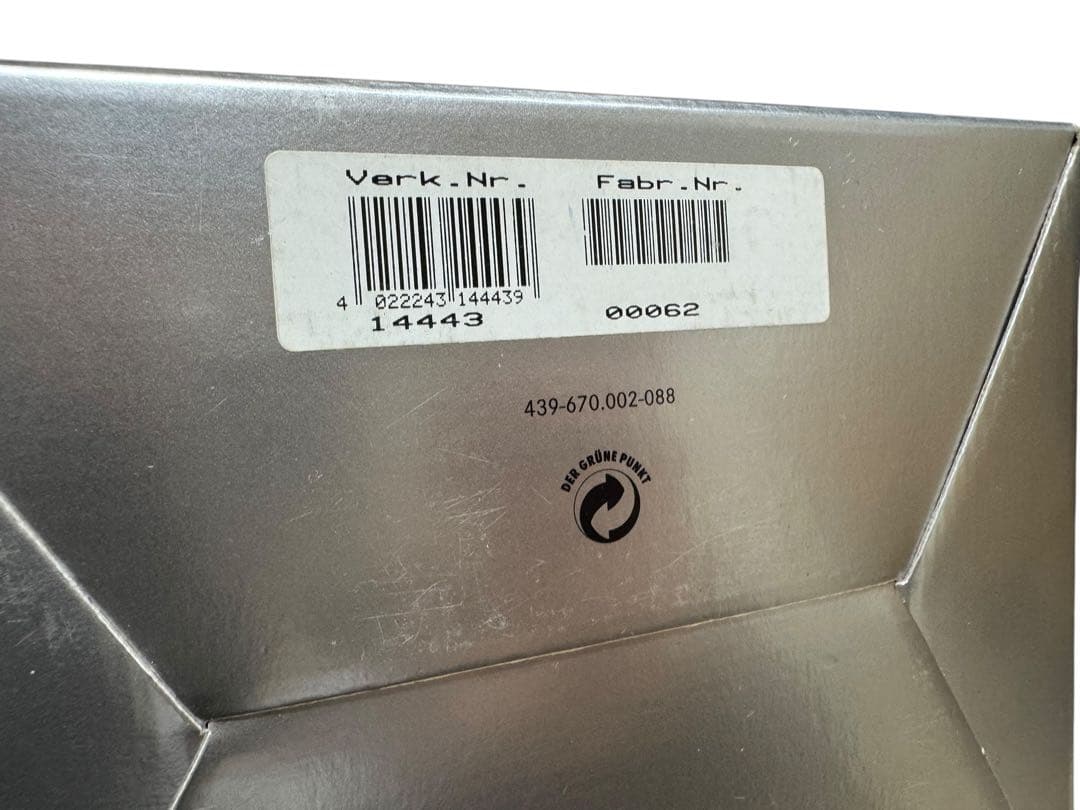 Verk.Nr. Fabr.Nr.
4 022243 144439
14443 00062
439-670.002-088
DER GRÜNE PUNKT